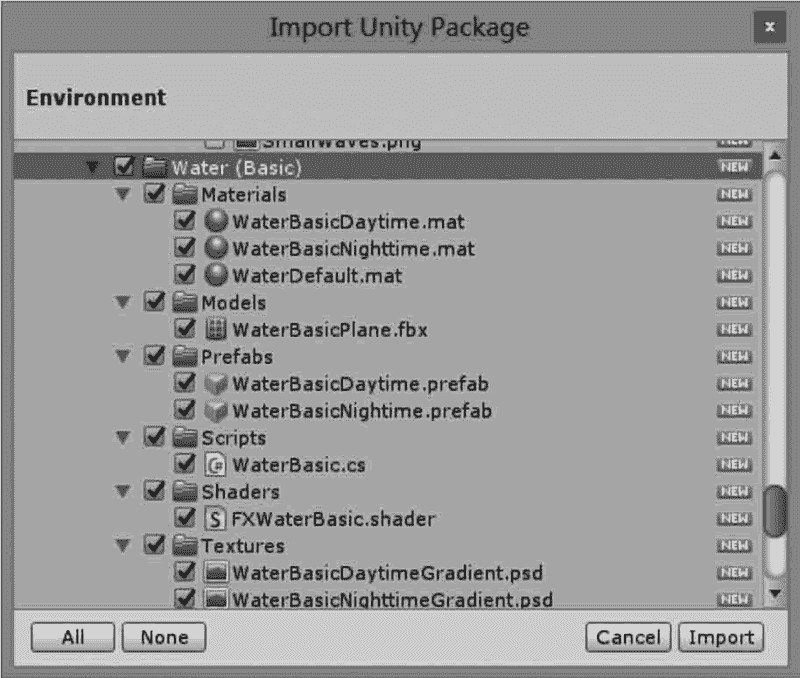 Import Unity Package
x
Environment
SmallWaves.png NEW
Water (Basic) NEW
Materials NEW
WaterBasicDaytime.mat NEW
WaterBasicNighttime.mat NEW
WaterDefault.mat NEW
Models NEW
WaterBasicPlane.fbx NEW
Prefabs NEW
WaterBasicDaytime.prefab NEW
WaterBasicNightime.prefab NEW
Scripts NEW
C# WaterBasic.cs NEW
Shaders NEW
S FXWaterBasic.shader NEW
Textures NEW
WaterBasicDaytimeGradient.psd NEW
WaterBasicNighttimeGradient.psd NEW
All None Cancel Import